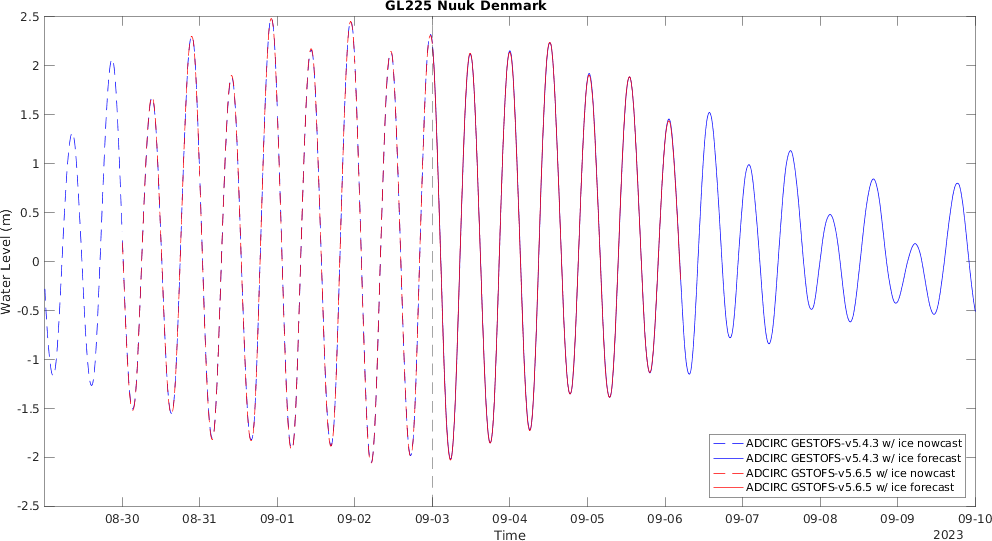 GL225 Nuuk Denmark
2.5
2
1.5
1
0.5
0
-0.5
-1
-1.5
-2
-2.5
Water Level (m)
ADCIRC GESTOFS-v5.4.3 w/ ice nowcast
ADCIRC GESTOFS-v5.4.3 w/ ice forecast
ADCIRC GSTOFS-v5.6.5 w/ ice nowcast
ADCIRC GSTOFS-v5.6.5 w/ ice forecast
08-30 08-31 09-01 09-02 09-03 09-04 09-05 09-06 09-07 09-08 09-09 09-10
Time
2023